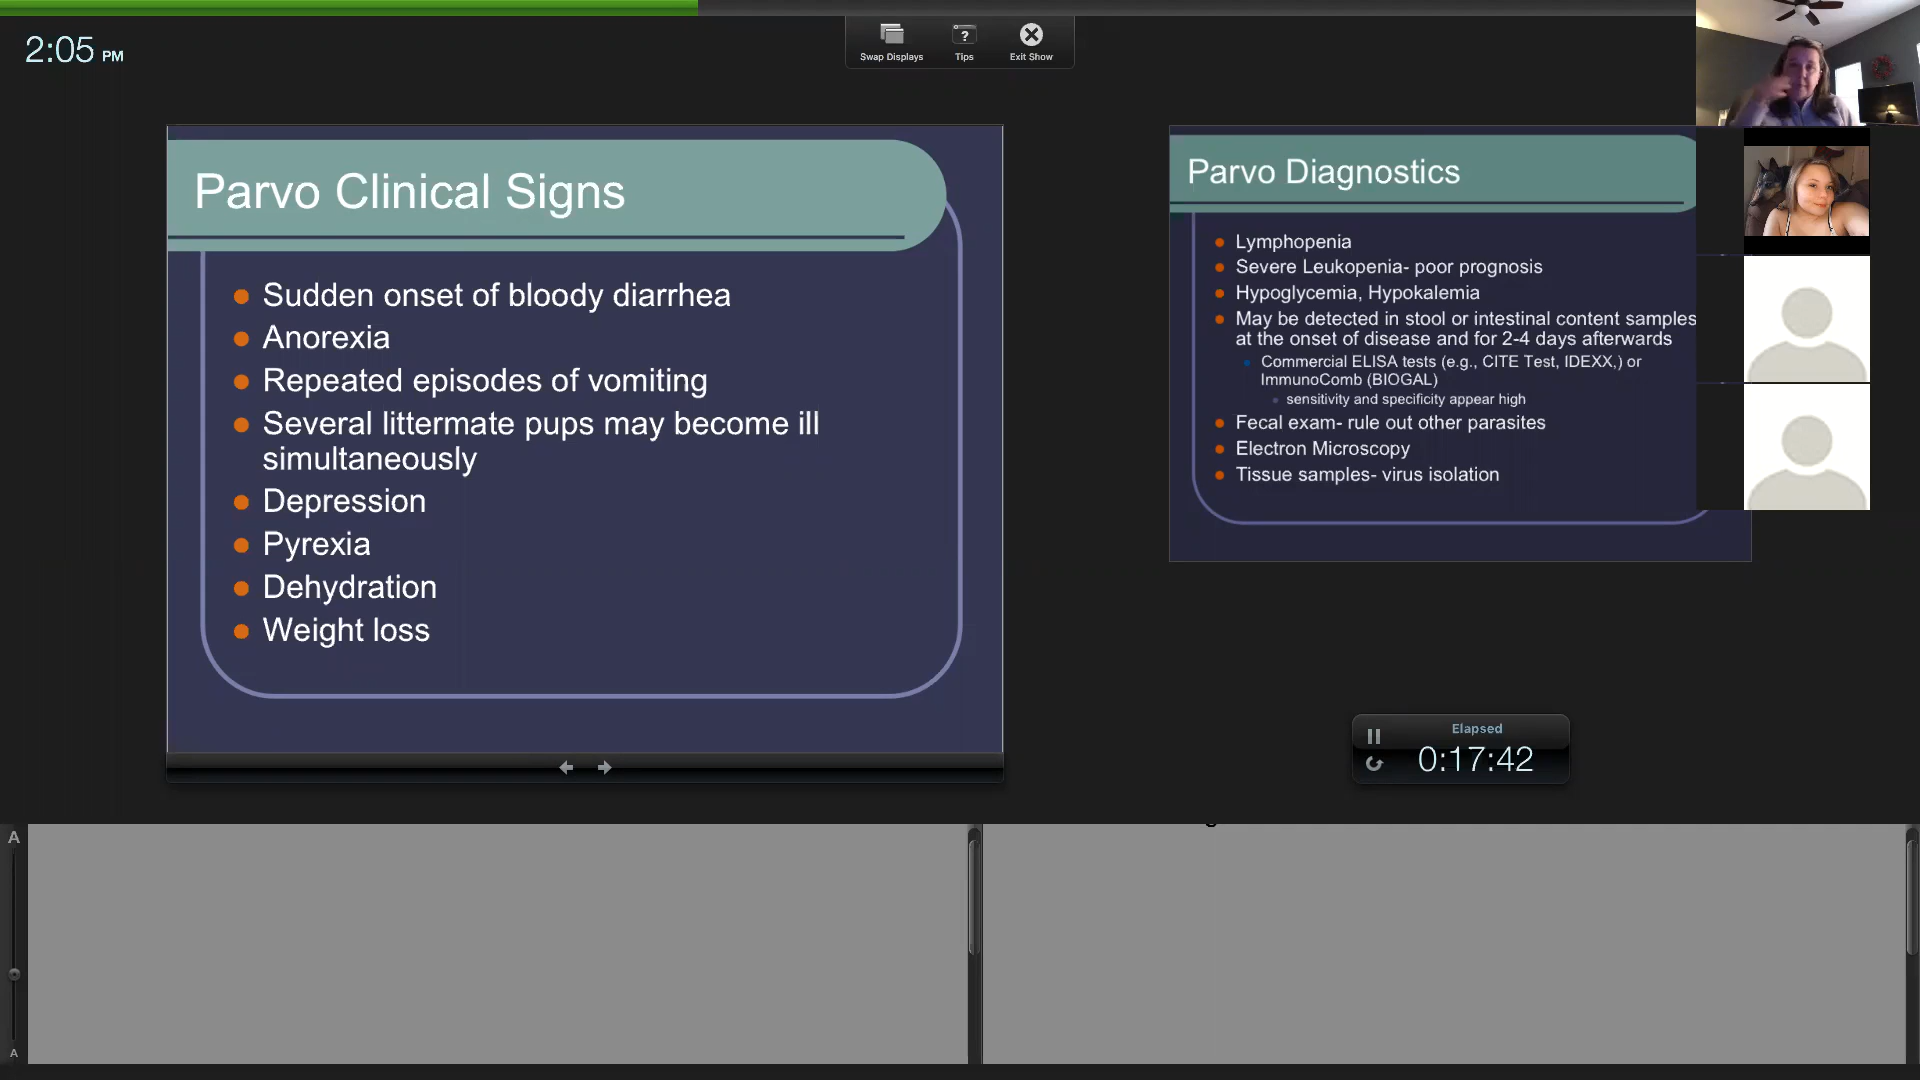 2:05 PM
Swap Displays
?
Tips
Exit Show
Parvo Clinical Signs
Sudden onset of bloody diarrhea
Anorexia
Repeated episodes of vomiting
Several littermate pups may become ill
simultaneously
Depression
Pyrexia
Dehydration
Weight loss
Parvo Diagnostics
Lymphopenia
Severe Leukopenia- poor prognosis
Hypoglycemia, Hypokalemia
May be detected in stool or intestinal content samples
at the onset of disease and for 2-4 days afterwards
Commercial ELISA tests (e.g., CITE Test, IDEXX,) or
ImmunoComb (BIOGAL)
sensitivity and specificity appear high
Fecal exam- rule out other parasites
Electron Microscopy
Tissue samples- virus isolation
Elapsed
0:17:42
A
A